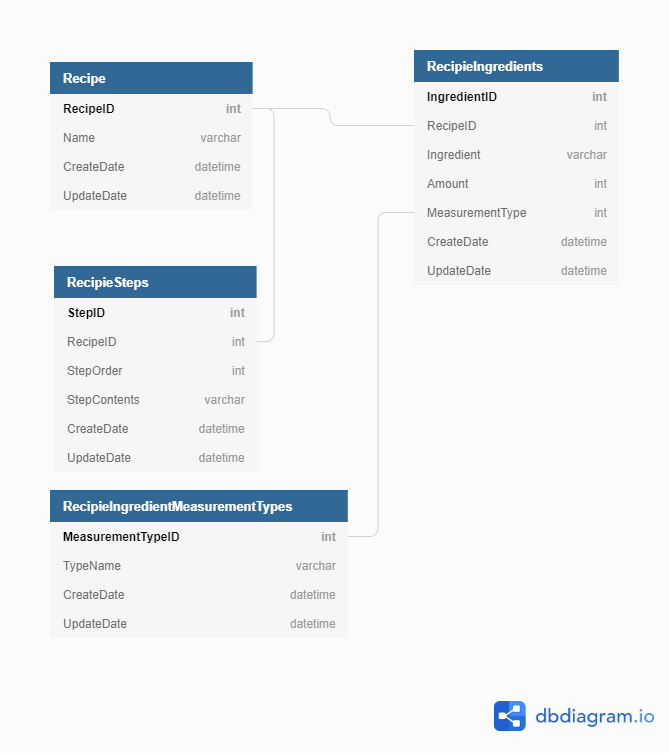 Recipe
RecipeID int
Name varchar
CreateDate datetime
UpdateDate datetime
RecipieIngredients
IngredientID int
RecipeID int
Ingredient varchar
Amount int
MeasurementType int
CreateDate datetime
UpdateDate datetime
RecipieSteps
StepID int
RecipeID int
StepOrder int
StepContents varchar
CreateDate datetime
UpdateDate datetime
RecipieIngredientMeasurementTypes
MeasurementTypeID int
TypeName varchar
CreateDate datetime
UpdateDate datetime
dbdiagram.io